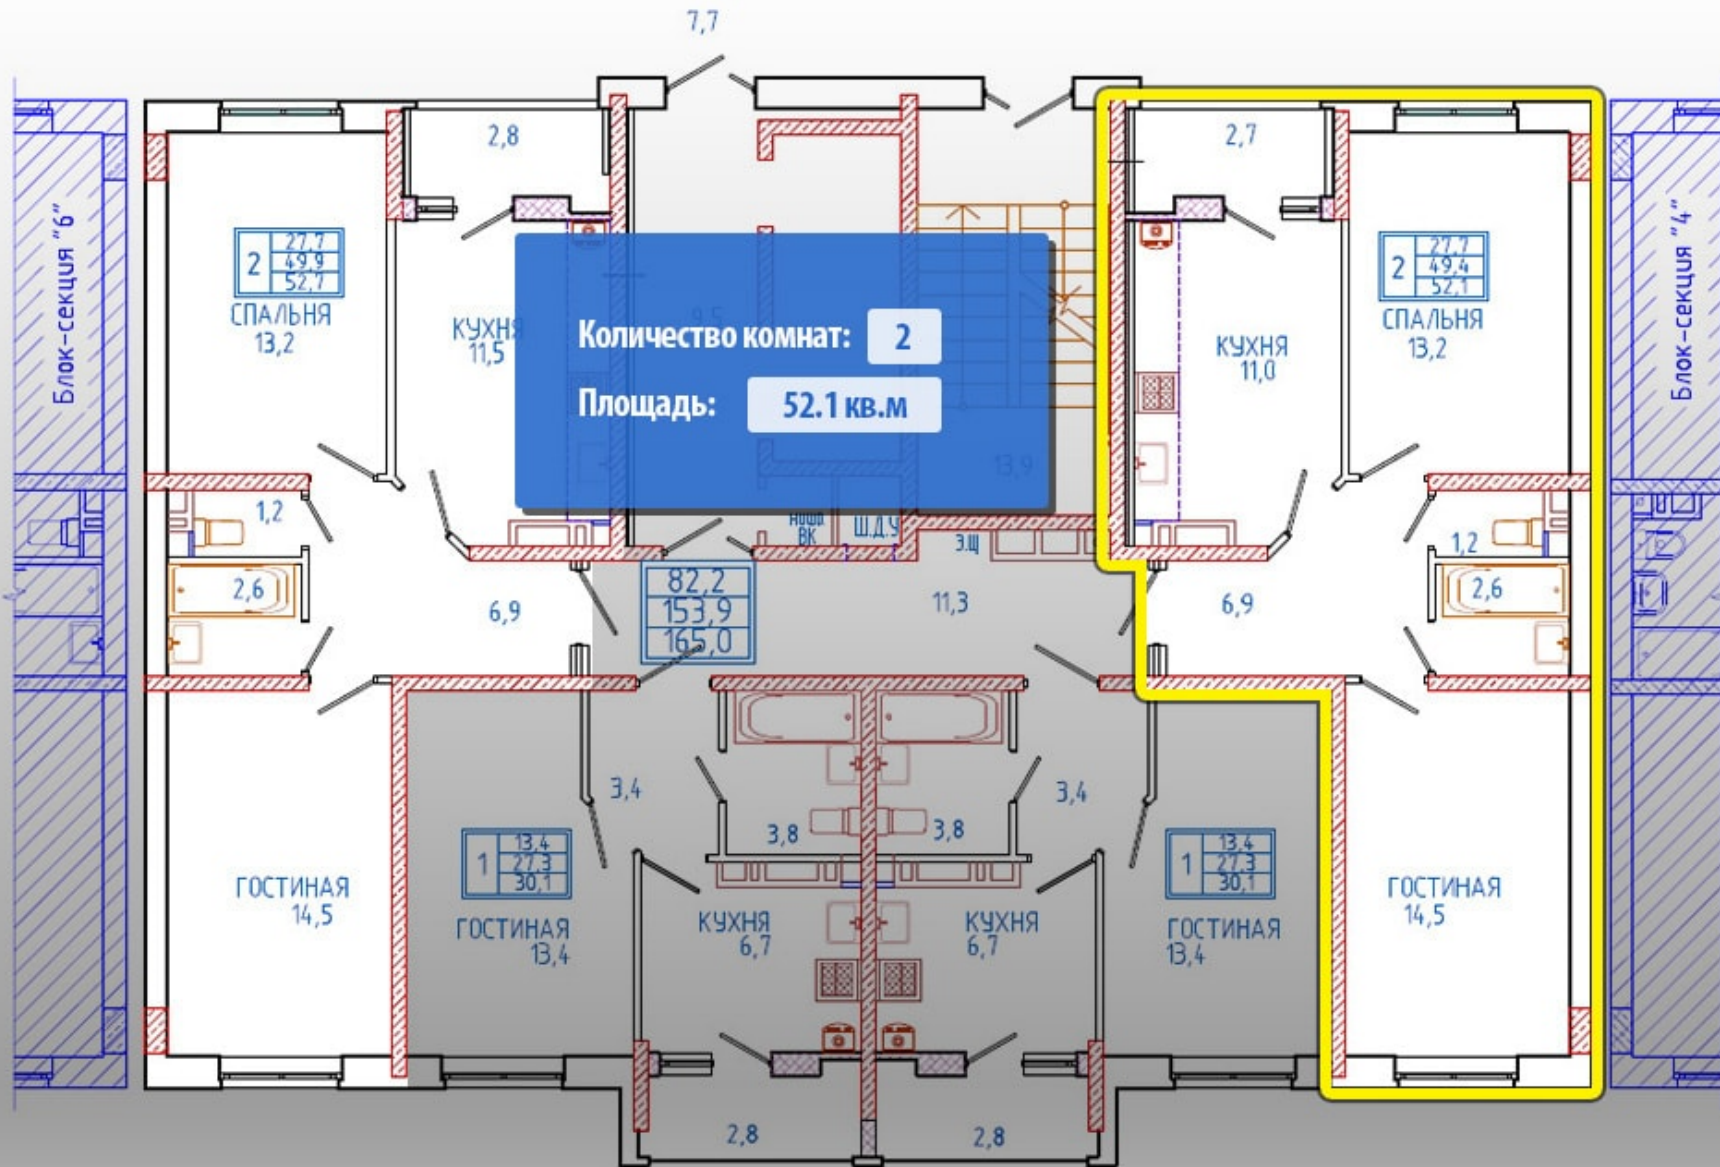 7,7
2,8
2,7
Блок-секция "6"
Блок-секция "4"
2
27,7
49,9
52,7
СПАЛЬНЯ
13,2
КУХНЯ
11,5
9,5
Количество комнат: 2
Площадь: 52.1 кв.м
13,9
КУХНЯ
11,0
2
27,7
49,4
52,1
СПАЛЬНЯ
13,2
1,2
ВК
Ш.Д.У
Э.Щ
1,2
2,6
6,9
82,2
153,9
165,0
11,3
6,9
2,6
3,4
3,4
3,8
3,8
ГОСТИНАЯ
14,5
1
13,4
27,3
30,1
ГОСТИНАЯ
13,4
КУХНЯ
6,7
КУХНЯ
6,7
1
13,4
27,3
30,1
ГОСТИНАЯ
13,4
ГОСТИНАЯ
14,5
2,8
2,8